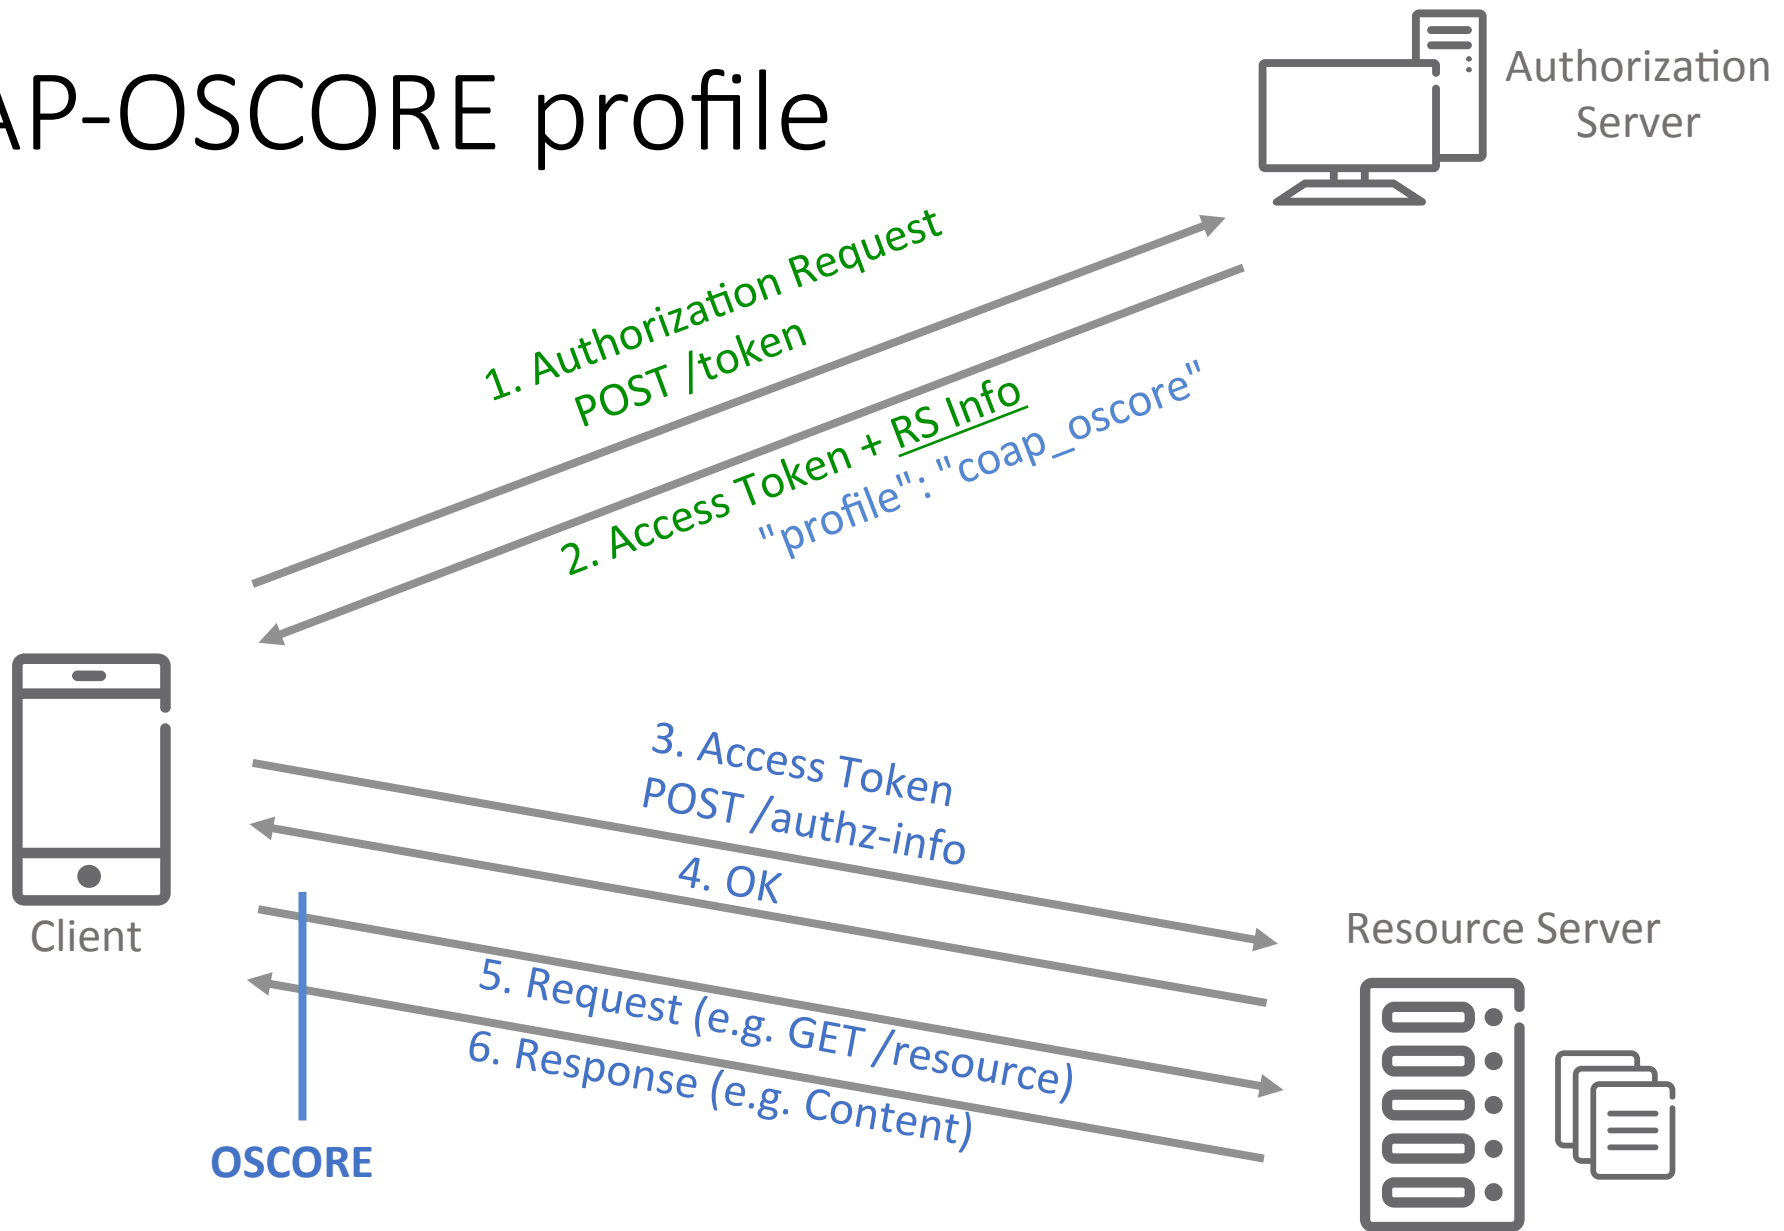 AP-OSCORE profile
Authorization
Server
1. Authorization Request
POST /token
2. Access Token + RS Info
"profile": "coap_oscore"
3. Access Token
POST /authz-info
4. OK
Client
Resource Server
5. Request (e.g. GET /resource)
6. Response (e.g. Content)
OSCORE